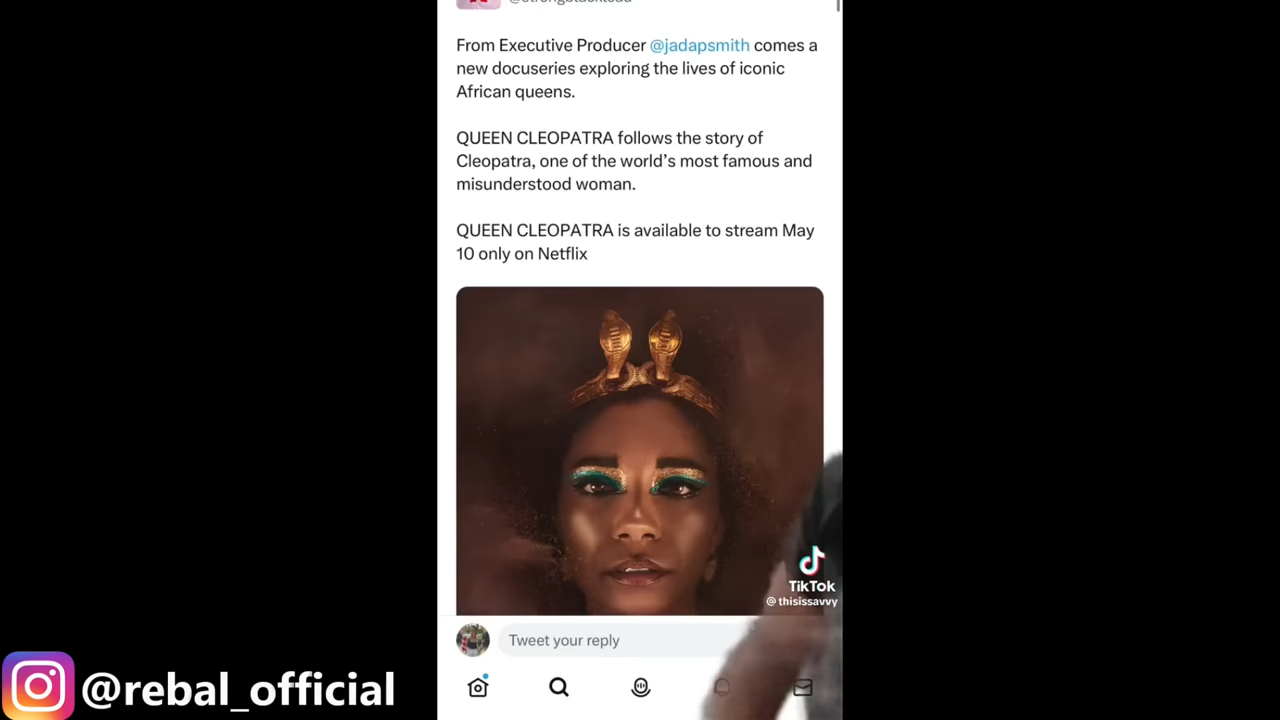 From Executive Producer @jadapsmith comes a
new docuseries exploring the lives of iconic
African queens.
QUEEN CLEOPATRA follows the story of
Cleopatra, one of the world's most famous and
misunderstood woman.
QUEEN CLEOPATRA is available to stream May
10 only on Netflix
TikTok
@thisissavvy
Tweet your reply
@rebal_official